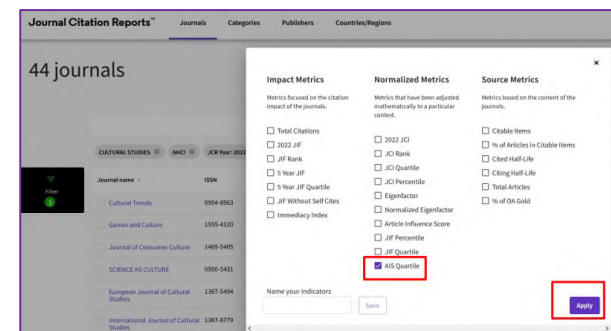 Journal Citation Reports™ Journals Categories Publishers Countries/Regions
44 journals
CULTURAL STUDIES AHCI JCR Year: 2022
Filter
Journal name ISSN
Cultural Trends 0954-8963
Games and Culture 1555-4120
Journal of Consumer Culture 1469-5405
SCIENCE AS CULTURE 0950-5431
European Journal of Cultural Studies 1367-5494
International Journal of Cultural Studies 1367-8779
Impact Metrics
Metrics focused on the citation
impact of the journals.
Total Citations
2022 JIF
JIF Rank
5 Year JIF
5 Year JIF Quartile
JIF Without Self Cites
Immediacy Index
Normalized Metrics
Metrics that have been adjusted
mathematically to a particular
context.
2022 JCI
JCI Rank
JCI Quartile
JCI Percentile
Eigenfactor
Normalized Eigenfactor
Article Influence Score
JIF Percentile
JIF Quartile
AIS Quartile
Source Metrics
Metrics based on the content of the
journals.
Citable Items
% of Articles in Citable Items
Cited Half-Life
Citing Half-Life
Total Articles
% of OA Gold
Name your indicators
Save
Apply